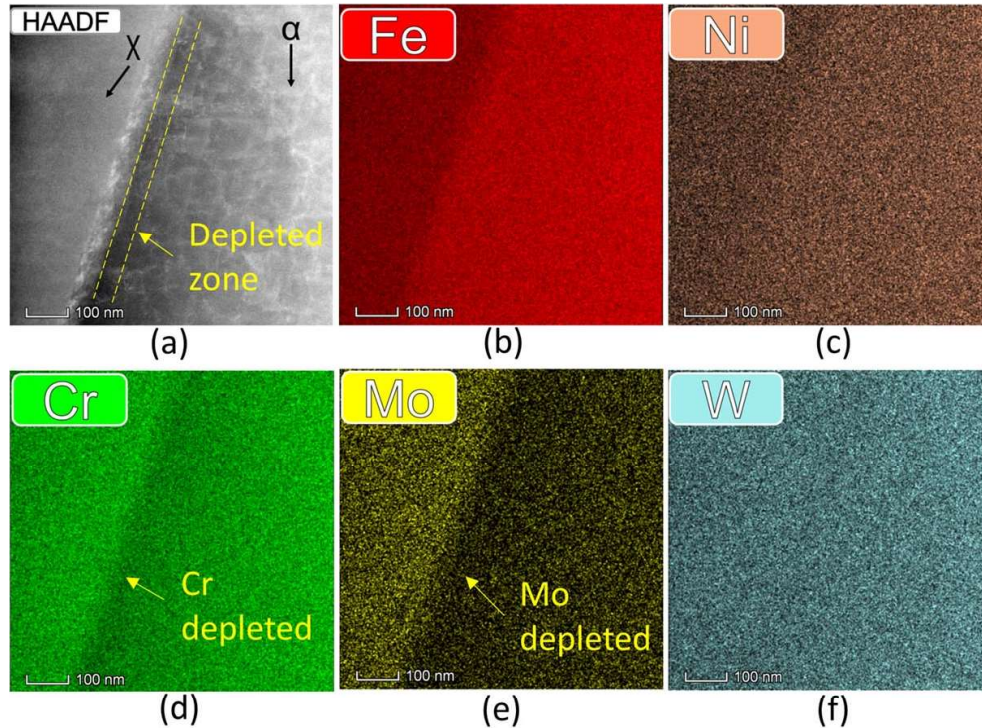 HAADF
χ
α
Depleted
zone
100 nm
(a)
Fe
100 nm
(b)
Ni
100 nm
(c)
Cr
Cr
depleted
100 nm
(d)
Mo
Mo
depleted
100 nm
(e)
W
100 nm
(f)